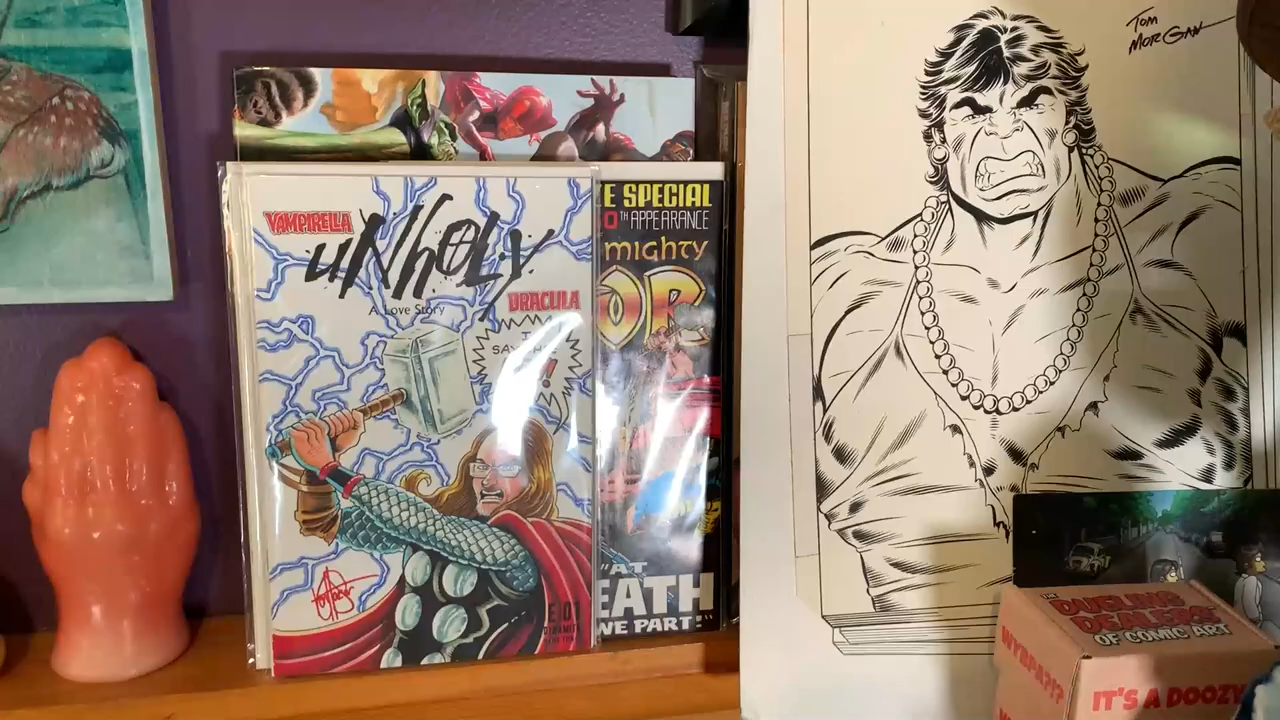 VAMPIRELLA
UNHOLY
A Love Story
DRACULA
E SPECIAL
0TH APPEARANCE
MIGHTY
OR
"AT
EATH
WE PART!"
TOM
MORGAN
THE
DUELING
DEALERS
OF COMIC ART
IT'S A DOOZY